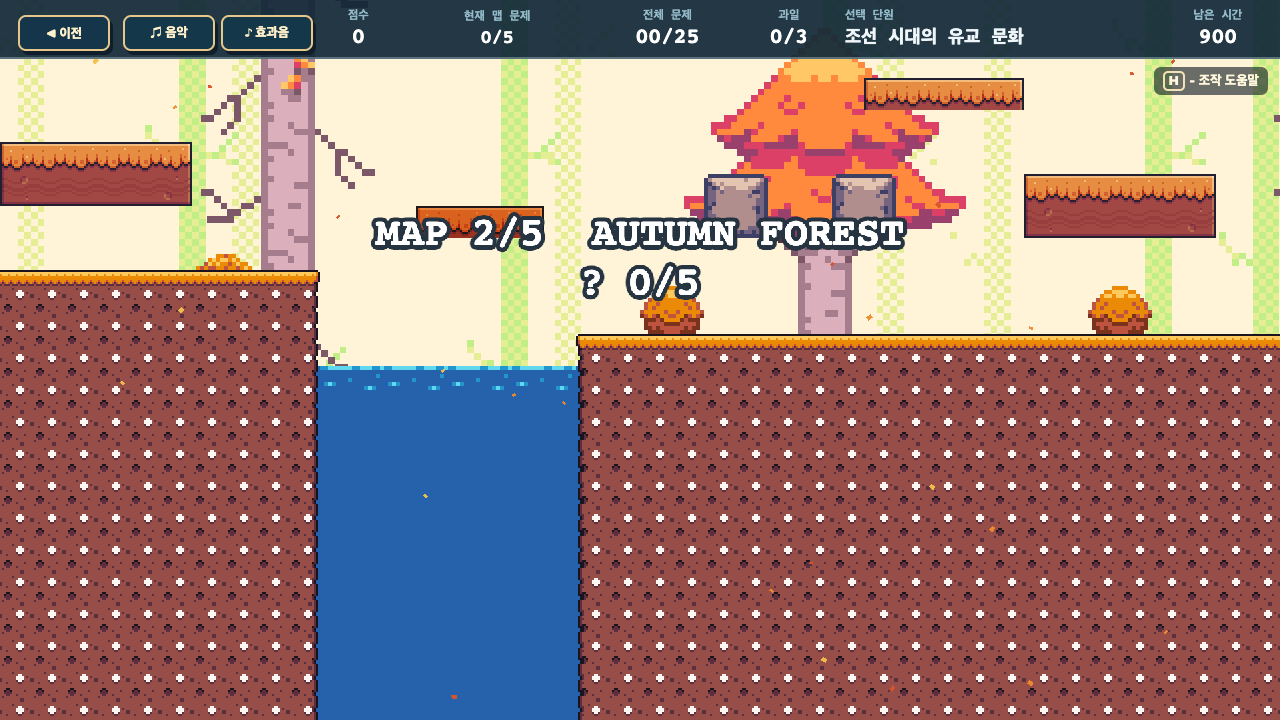 ◀ 이전
♫ 음악
♪ 효과음
점수
0
현재 맵 문제
0/5
전체 문제
00/25
과일
0/3
선택 단원
조선 시대의 유교 문화
남은 시간
900
H - 조작 도움말
MAP 2/5 AUTUMN FOREST
? 0/5